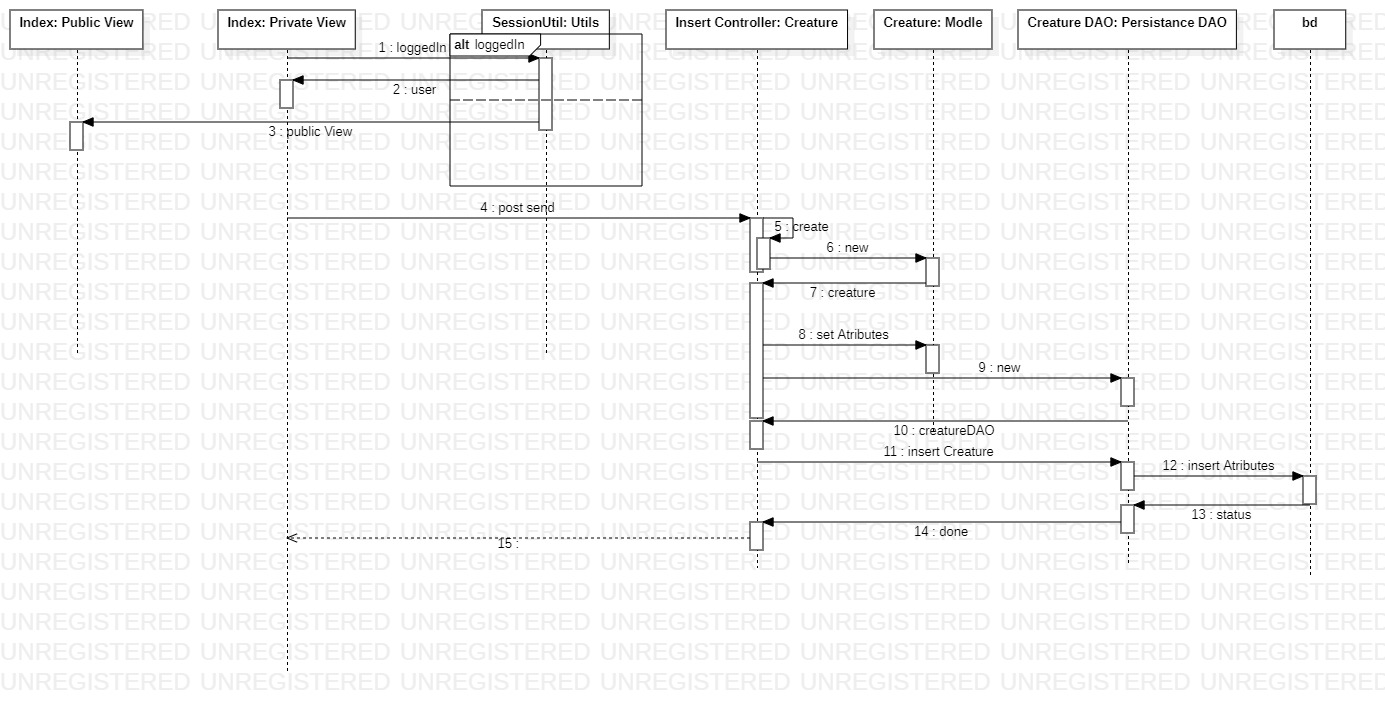 Index: Public View
Index: Private View
SessionUtil: Utils
Insert Controller: Creature
Creature: Modle
Creature DAO: Persistance DAO
bd
alt loggedIn
1 : loggedIn
2 : user
3 : public View
4 : post send
5 : create
6 : new
7 : creature
8 : set Atributes
9 : new
10 : creatureDAO
11 : insert Creature
12 : insert Atributes
13 : status
14 : done
15 :
UNREGISTERED UNREGISTERED UNREGISTERED UNREGISTERED UNREGISTERED UNREGISTERED UNREGISTERED